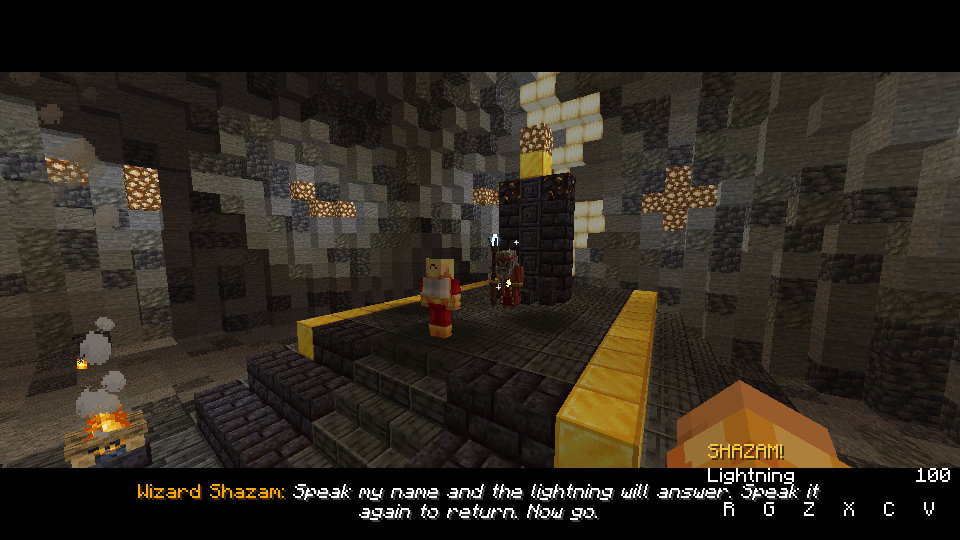 SHAZAM!
Lightning 100
Wizard Shazam: Speak my name and the lightning will answer. Speak it
again to return. Now go.
R G Z X C V